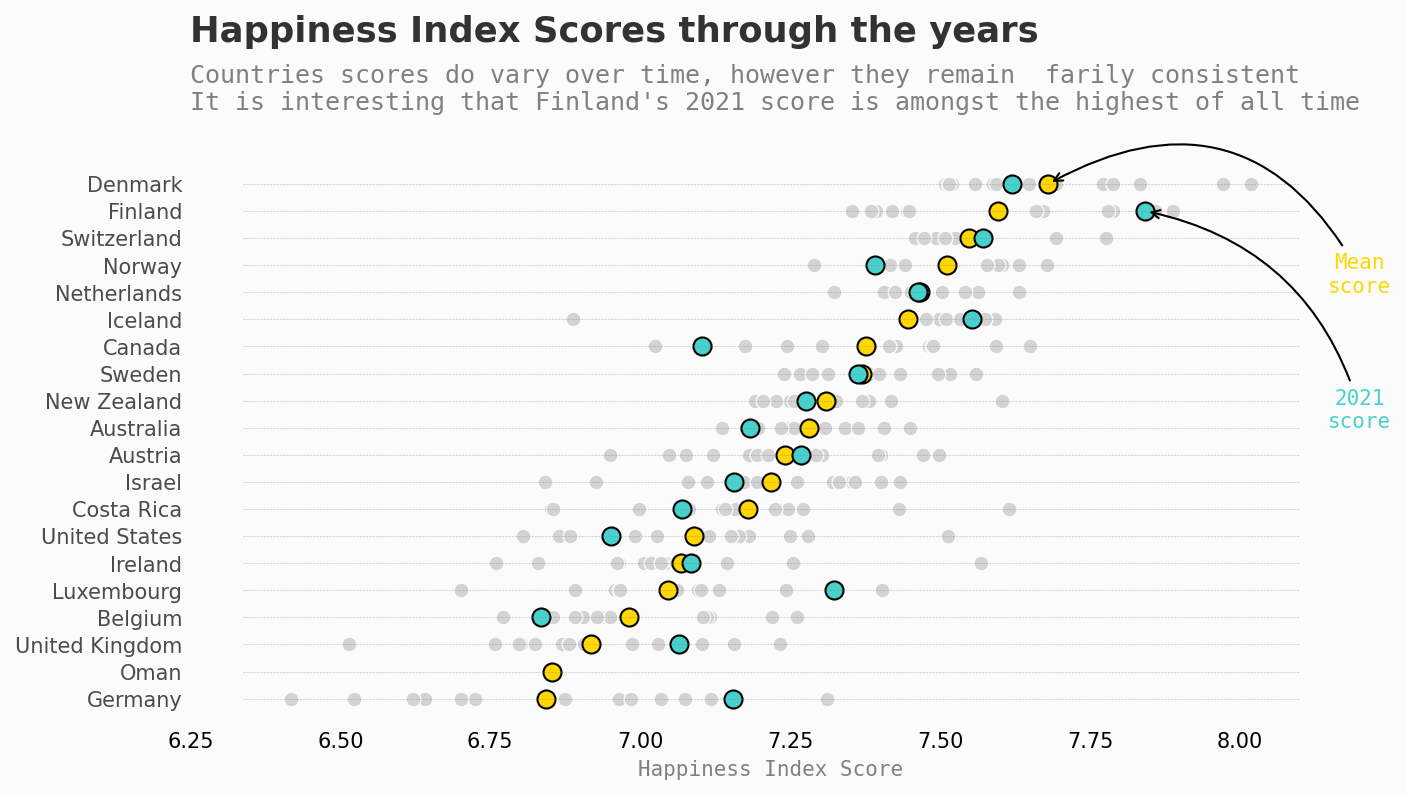 Happiness Index Scores through the years
Countries scores do vary over time, however they remain  farily consistent
It is interesting that Finland's 2021 score is amongst the highest of all time
Denmark
Finland
Switzerland
Norway
Mean
score
Netherlands
Iceland
Canada
Sweden
New Zealand
2021
score
Australia
Austria
Israel
Costa Rica
United States
Ireland
Luxembourg
Belgium
United Kingdom
Oman
Germany
6.25 6.50 6.75 7.00 7.25 7.50 7.75 8.00
Happiness Index Score